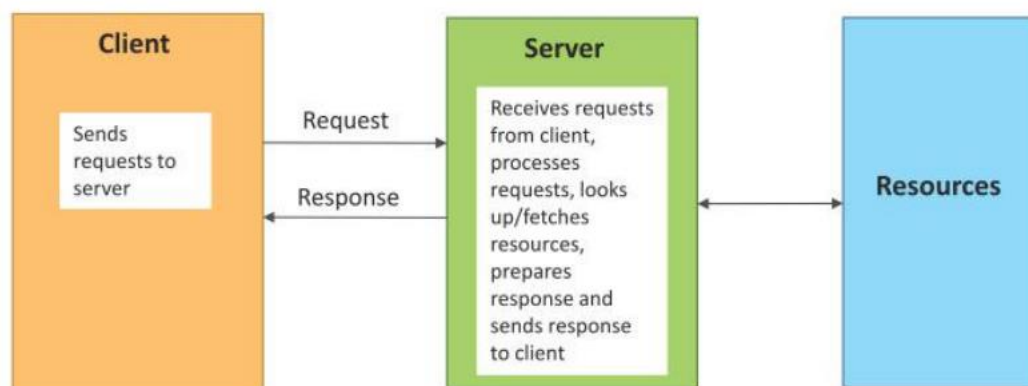 Client
Sends
requests to
server
Request
Response
Server
Receives requests
from client,
processes
requests, looks
up/fetches
resources,
prepares
response and
sends response
to client
Resources